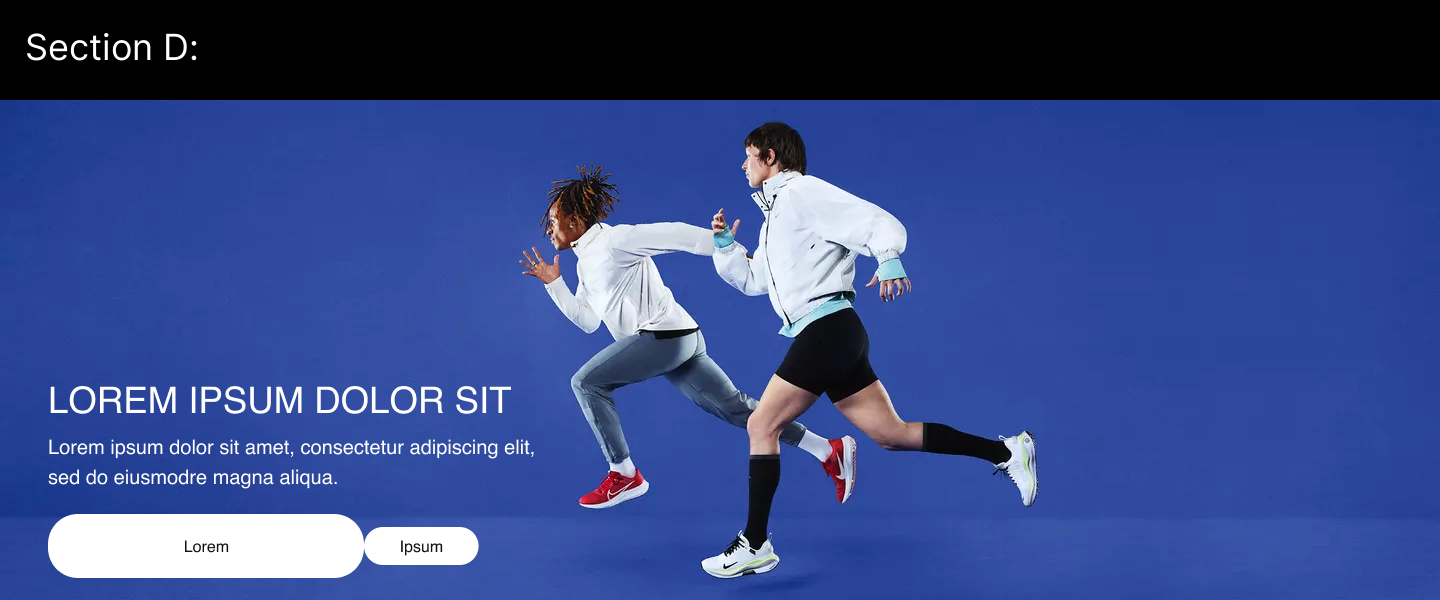 Section D:
LOREM IPSUM DOLOR SIT
Lorem ipsum dolor sit amet, consectetur adipiscing elit,
sed do eiusmodre magna aliqua.
Lorem
Ipsum